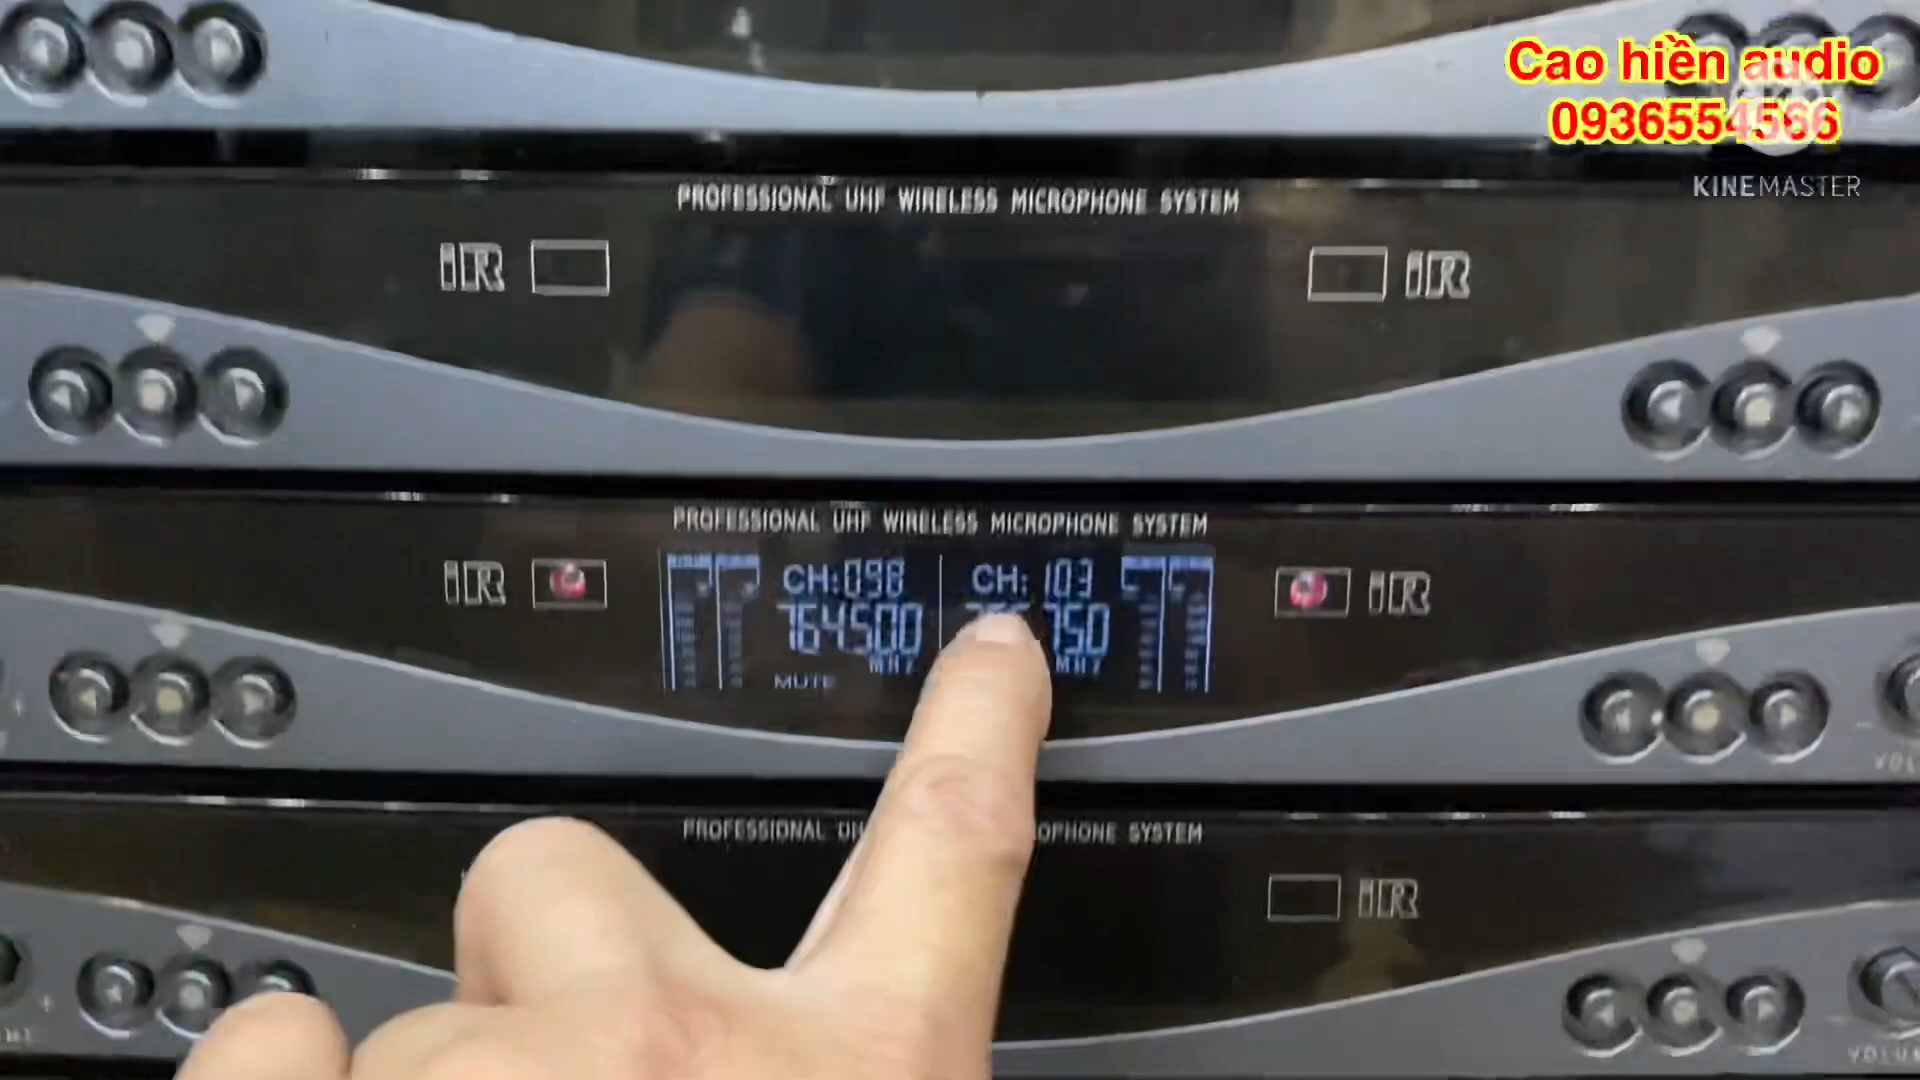 Cao hiền audio
0936554566
KINEMASTER
PROFESSIONAL UHF WIRELESS MICROPHONE SYSTEM
iR
iR
PROFESSIONAL UHF WIRELESS MICROPHONE SYSTEM
iR
CH:098
CH: 103
iR
764500
750
MHz
MHz
MUTE
PROFESSIONAL
SYSTEM
iR